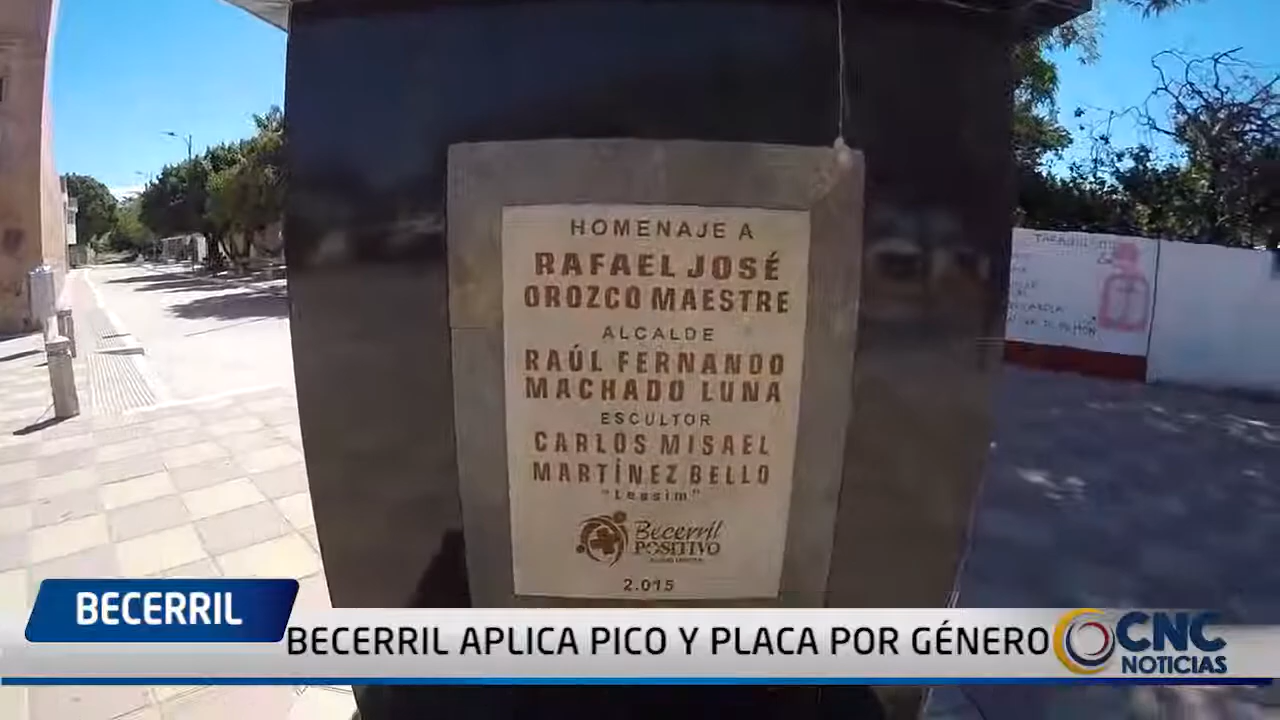 HOMENAJE A
RAFAEL JOSÉ
OROZCO MAESTRE
ALCALDE
RAÚL FERNANDO
MACHADO LUNA
ESCULTOR
CARLOS MISAEL
MARTÍNEZ BELLO
"Lessim"
Becerril
POSITIVO
2.015
BECERRIL
BECERRIL APLICA PICO Y PLACA POR GÉNERO
CNC
NOTICIAS